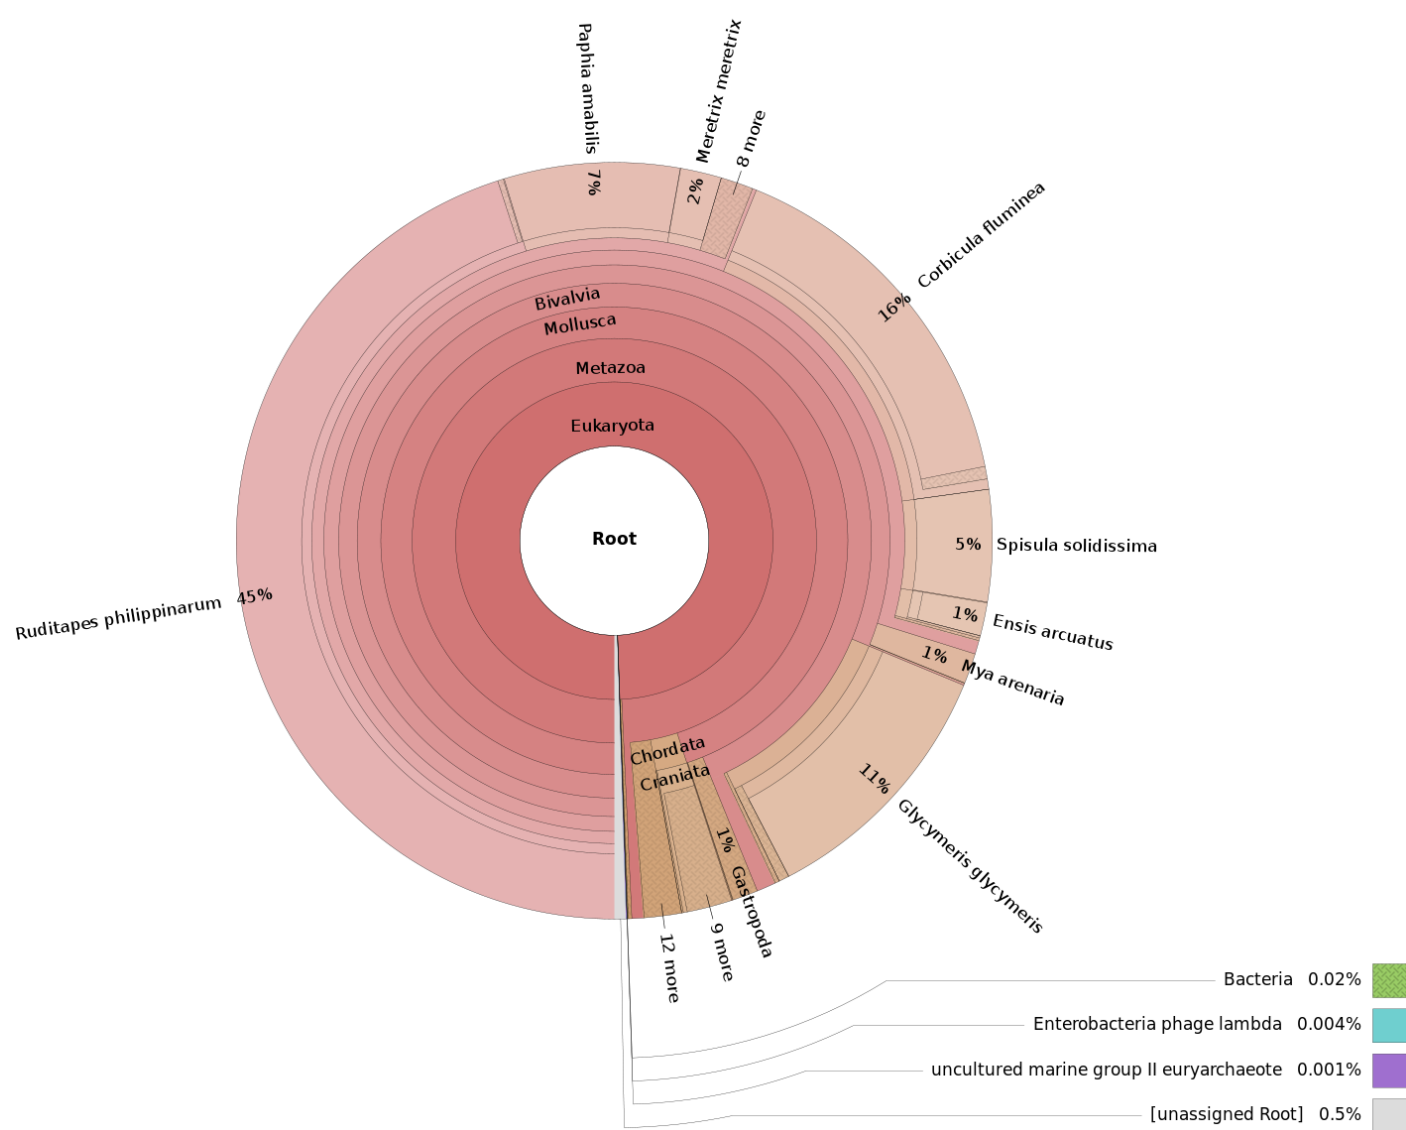 Paphia amabilis 7%
Meretrix meretrix 2%
8 more
Corbicula fluminea 16%
Bivalvia
Mollusca
Metazoa
Eukaryota
Root
5% Spisula solidissima
Ruditapes philippinarum 45%
1% Ensis arcuatus
1% Mya arenaria
Chordata
Craniata
11% Glycymeris glycymeris
1% Gastropoda
9 more
12 more
Bacteria 0.02%
Enterobacteria phage lambda 0.004%
uncultured marine group II euryarchaeote 0.001%
[unassigned Root] 0.5%